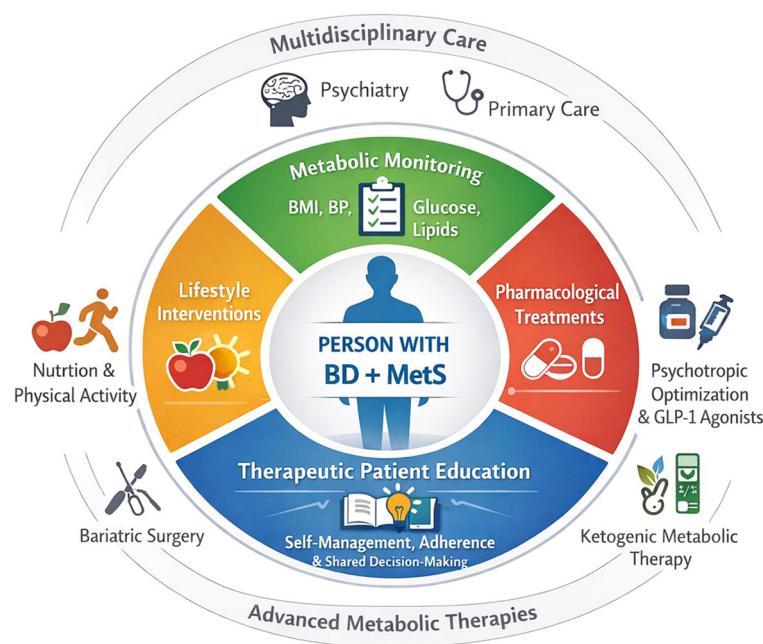 Multidisciplinary Care
Psychiatry
Primary Care
Metabolic Monitoring
BMI, BP,
Glucose,
Lipids
Lifestyle
Interventions
Pharmacological
Treatments
PERSON WITH
BD + MetS
Nutrtion &
Physical Activity
Psychotropic
Optimization
& GLP-1 Agonists
Therapeutic Patient Education
Self-Management, Adherence
& Shared Decision-Making
Bariatric Surgery
Ketogenic Metabolic
Therapy
Advanced Metabolic Therapies